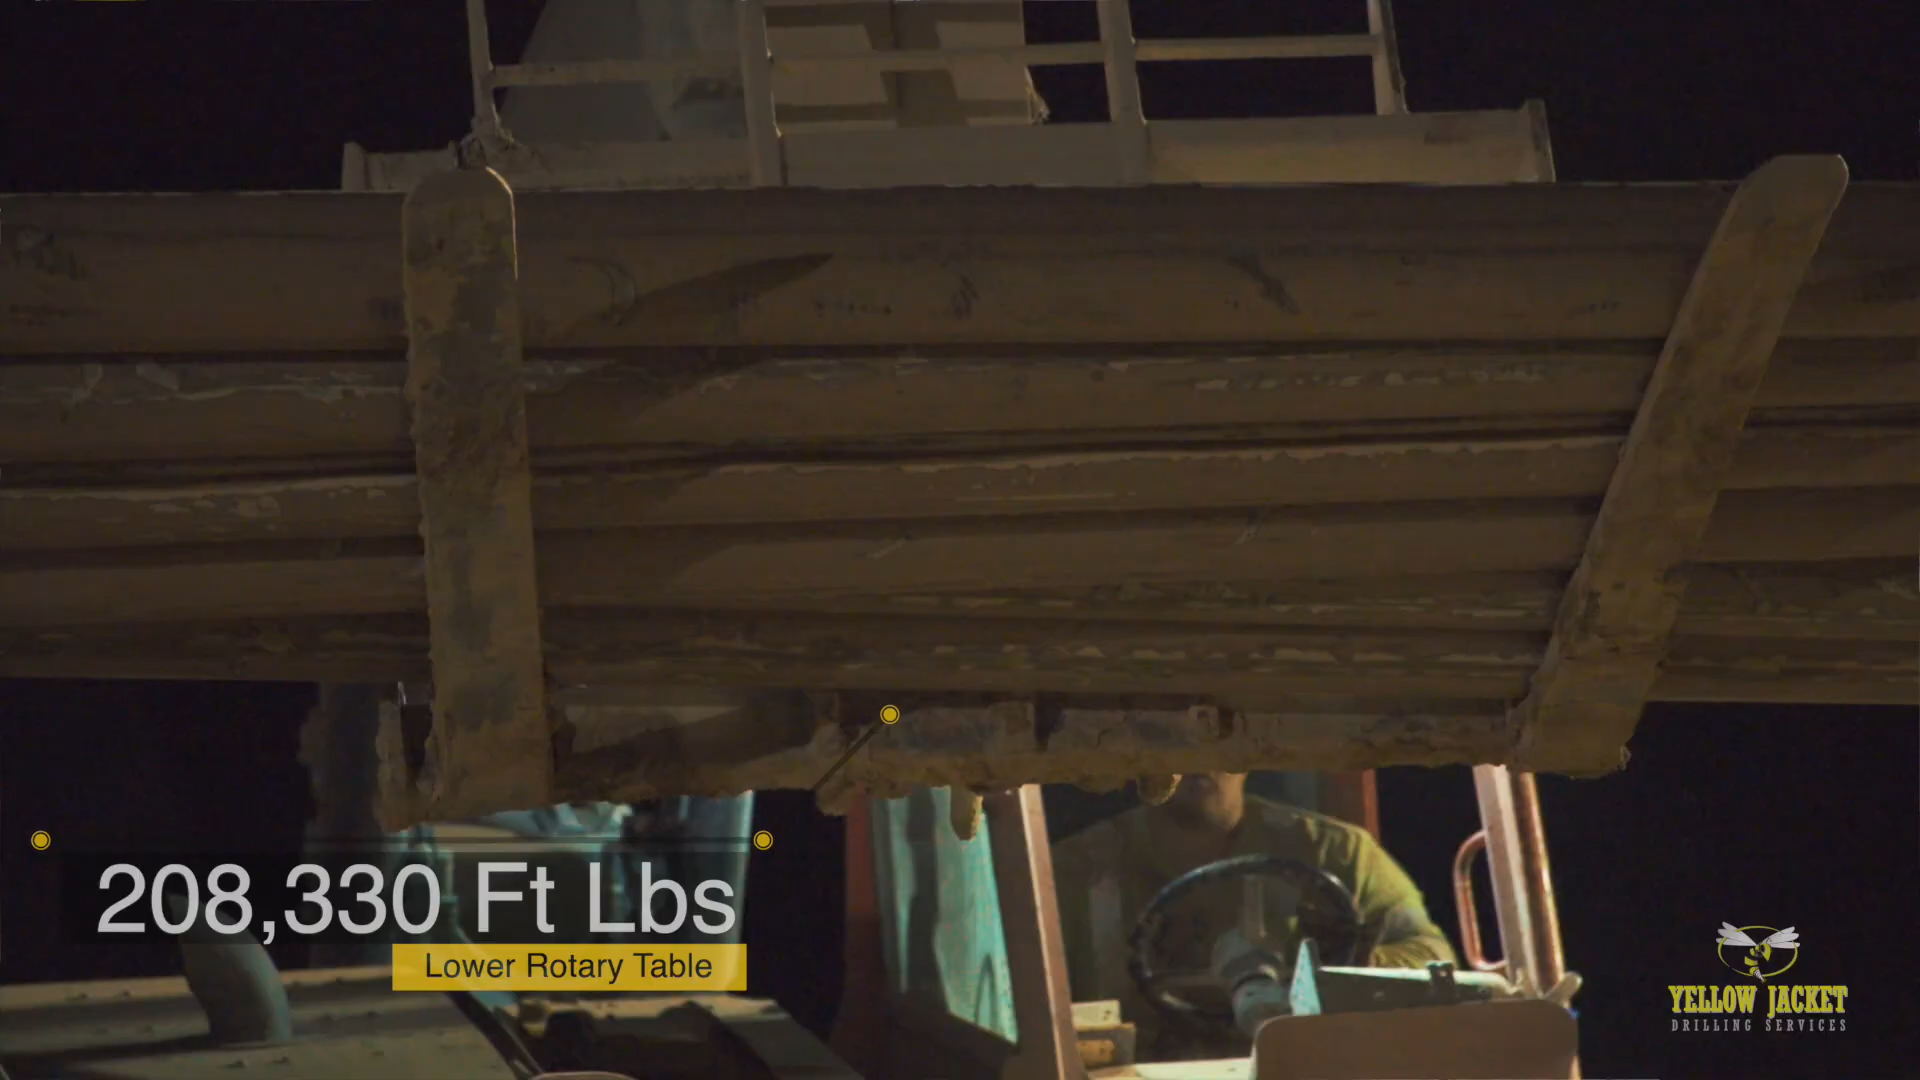 208,330 Ft Lbs
Lower Rotary Table
YELLOW JACKET
DRILLING SERVICES